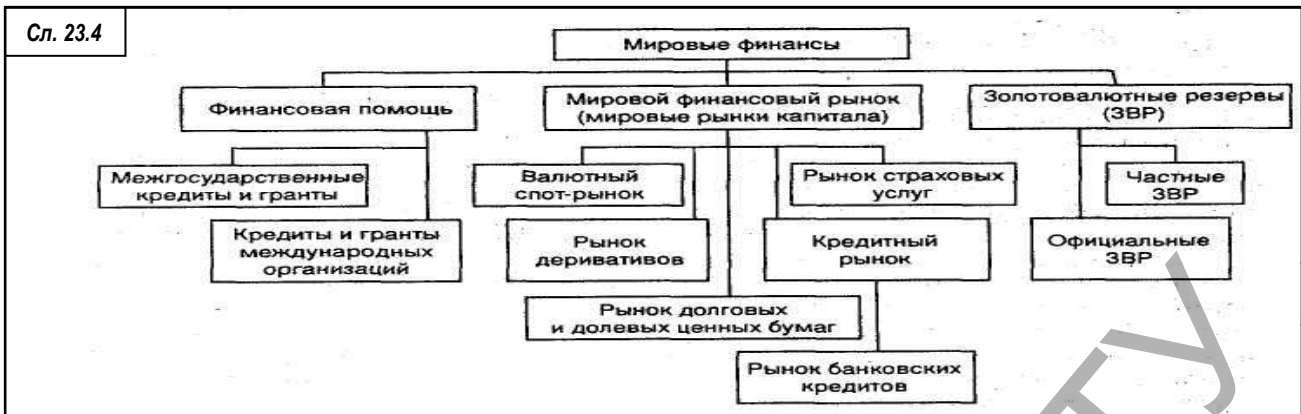 Сл. 23.4
Мировые финансы
Финансовая помощь
Мировой финансовый рынок
(мировые рынки капитала)
Золотовалютные резервы
(ЗВР)
Межгосударственные
кредиты и гранты
Валютный
спот-рынок
Рынок страховых
услуг
Частные
ЗВР
Кредиты и гранты
международных
организаций
Рынок
деривативов
Кредитный
рынок
Официальные
ЗВР
Рынок долговых
и долевых ценных бумаг
Рынок банковских
кредитов